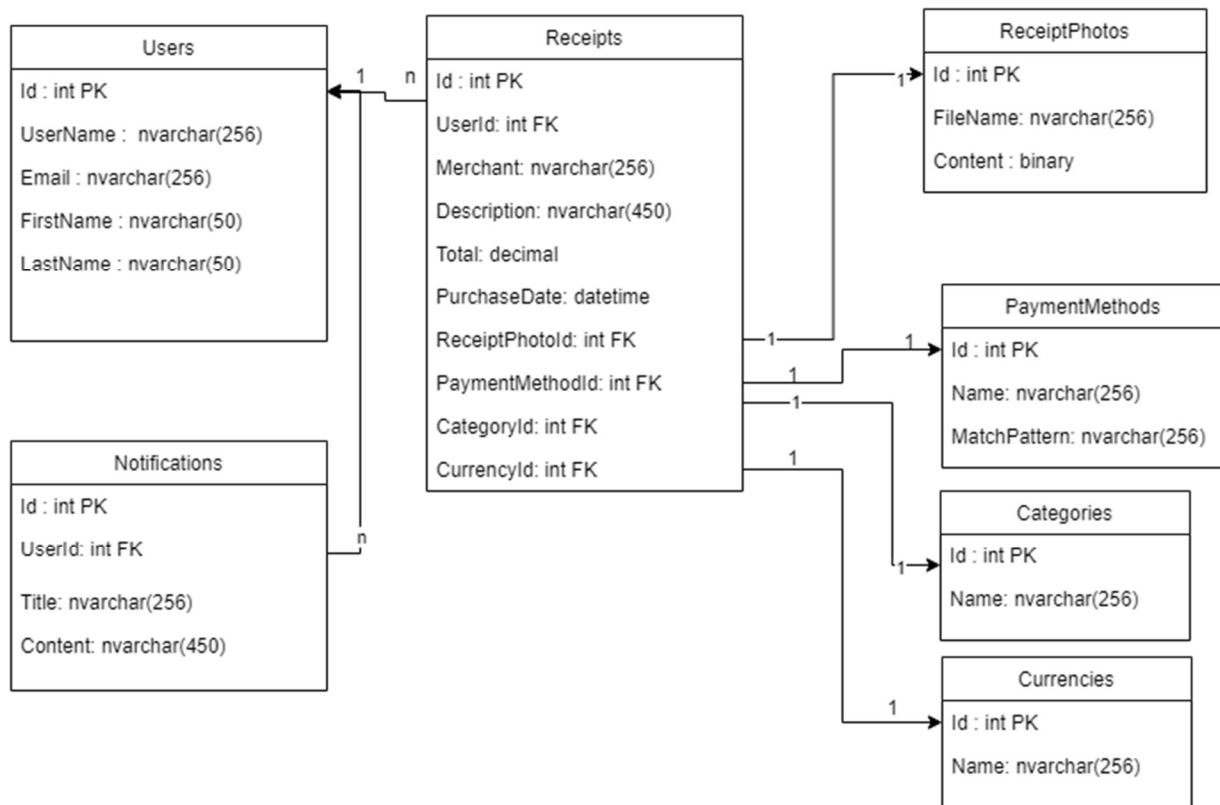 Users
Id : int PK
UserName :  nvarchar(256)
Email : nvarchar(256)
FirstName : nvarchar(50)
LastName : nvarchar(50)
1
n
Receipts
Id : int PK
UserId: int FK
Merchant: nvarchar(256)
Description: nvarchar(450)
Total: decimal
PurchaseDate: datetime
ReceiptPhotoId: int FK
PaymentMethodId: int FK
CategoryId: int FK
CurrencyId: int FK
Notifications
Id : int PK
UserId: int FK
Title: nvarchar(256)
Content: nvarchar(450)
n
1
1
1
1
1
1
1
1
ReceiptPhotos
Id : int PK
FileName: nvarchar(256)
Content : binary
PaymentMethods
Id : int PK
Name: nvarchar(256)
MatchPattern: nvarchar(256)
Categories
Id : int PK
Name: nvarchar(256)
Currencies
Id : int PK
Name: nvarchar(256)